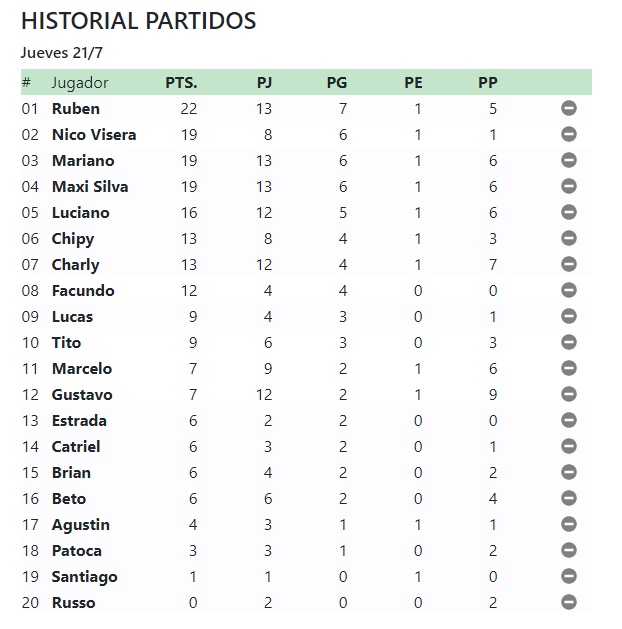 HISTORIAL PARTIDOS
Jueves 21/7
# Jugador PTS. PJ PG PE PP
01 Ruben 22 13 7 1 5
02 Nico Visera 19 8 6 1 1
03 Mariano 19 13 6 1 6
04 Maxi Silva 19 13 6 1 6
05 Luciano 16 12 5 1 6
06 Chipy 13 8 4 1 3
07 Charly 13 12 4 1 7
08 Facundo 12 4 4 0 0
09 Lucas 9 4 3 0 1
10 Tito 9 6 3 0 3
11 Marcelo 7 9 2 1 6
12 Gustavo 7 12 2 1 9
13 Estrada 6 2 2 0 0
14 Catriel 6 3 2 0 1
15 Brian 6 4 2 0 2
16 Beto 6 6 2 0 4
17 Agustin 4 3 1 1 1
18 Patoca 3 3 1 0 2
19 Santiago 1 1 0 1 0
20 Russo 0 2 0 0 2